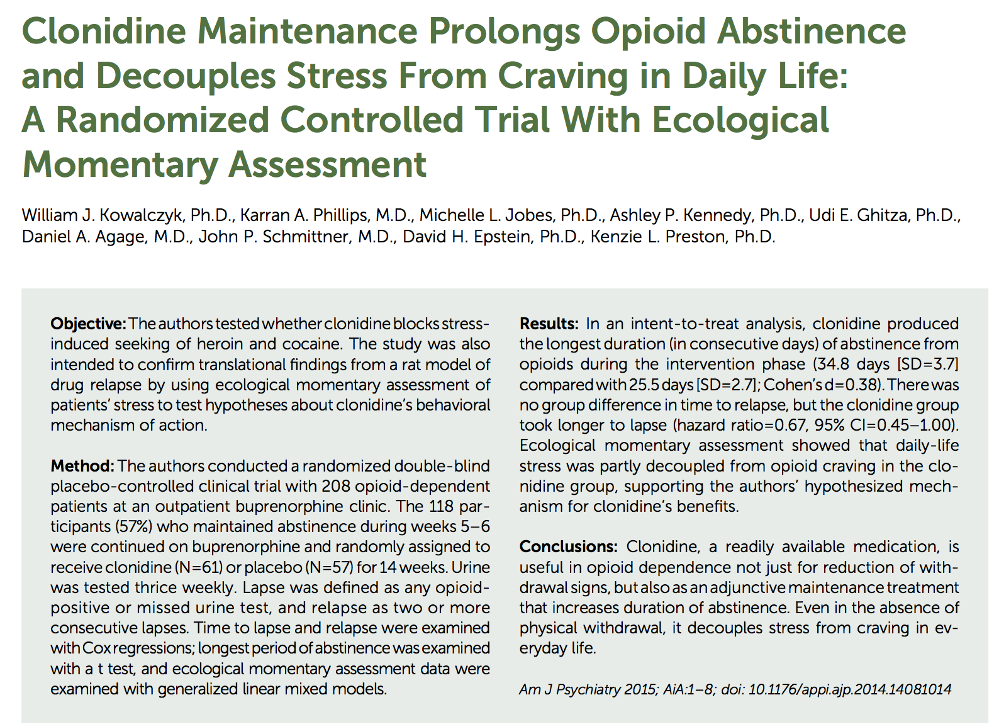 Clonidine Maintenance Prolongs Opioid Abstinence
and Decouples Stress From Craving in Daily Life:
A Randomized Controlled Trial With Ecological
Momentary Assessment
William J. Kowalczyk, Ph.D., Karran A. Phillips, M.D., Michelle L. Jobes, Ph.D., Ashley P. Kennedy, Ph.D., Udi E. Ghitza, Ph.D.,
Daniel A. Agage, M.D., John P. Schmittner, M.D., David H. Epstein, Ph.D., Kenzie L. Preston, Ph.D.
Objective: The authors tested whether clonidine blocks stress-
induced seeking of heroin and cocaine. The study was also
intended to confirm translational findings from a rat model of
drug relapse by using ecological momentary assessment of
patients' stress to test hypotheses about clonidine's behavioral
mechanism of action.
Method: The authors conducted a randomized double-blind
placebo-controlled clinical trial with 208 opioid-dependent
patients at an outpatient buprenorphine clinic. The 118 par-
ticipants (57%) who maintained abstinence during weeks 5–6
were continued on buprenorphine and randomly assigned to
receive clonidine (N=61) or placebo (N=57) for 14 weeks. Urine
was tested thrice weekly. Lapse was defined as any opioid-
positive or missed urine test, and relapse as two or more
consecutive lapses. Time to lapse and relapse were examined
with Cox regressions; longest period of abstinence was examined
with a t test, and ecological momentary assessment data were
examined with generalized linear mixed models.
Results: In an intent-to-treat analysis, clonidine produced
the longest duration (in consecutive days) of abstinence from
opioids during the intervention phase (34.8 days [SD=3.7]
compared with 25.5 days [SD=2.7]; Cohen's d=0.38). There was
no group difference in time to relapse, but the clonidine group
took longer to lapse (hazard ratio=0.67, 95% CI=0.45–1.00).
Ecological momentary assessment showed that daily-life
stress was partly decoupled from opioid craving in the clo-
nidine group, supporting the authors' hypothesized mech-
anism for clonidine's benefits.
Conclusions: Clonidine, a readily available medication, is
useful in opioid dependence not just for reduction of with-
drawal signs, but also as an adjunctive maintenance treatment
that increases duration of abstinence. Even in the absence of
physical withdrawal, it decouples stress from craving in ev-
eryday life.
Am J Psychiatry 2015; AiA:1–8; doi: 10.1176/appi.ajp.2014.14081014